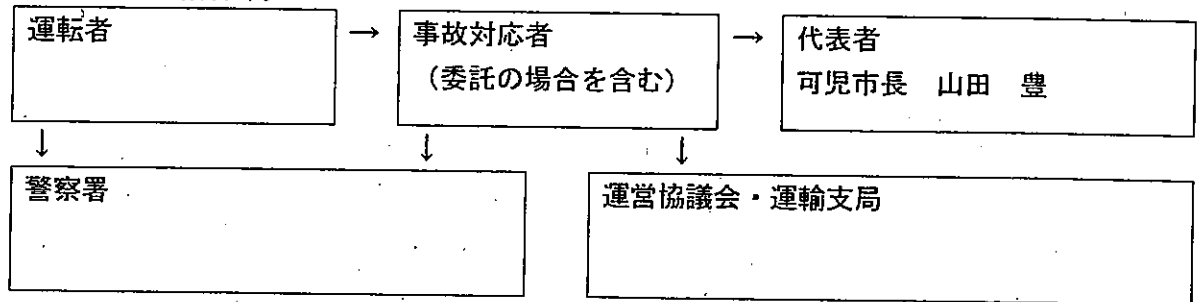 運転者
→
事故対応者
(委託の場合を含む)
→
代表者
可児市長 山田 豊
↓
↓
↓
警察署
運営協議会・運輸支局